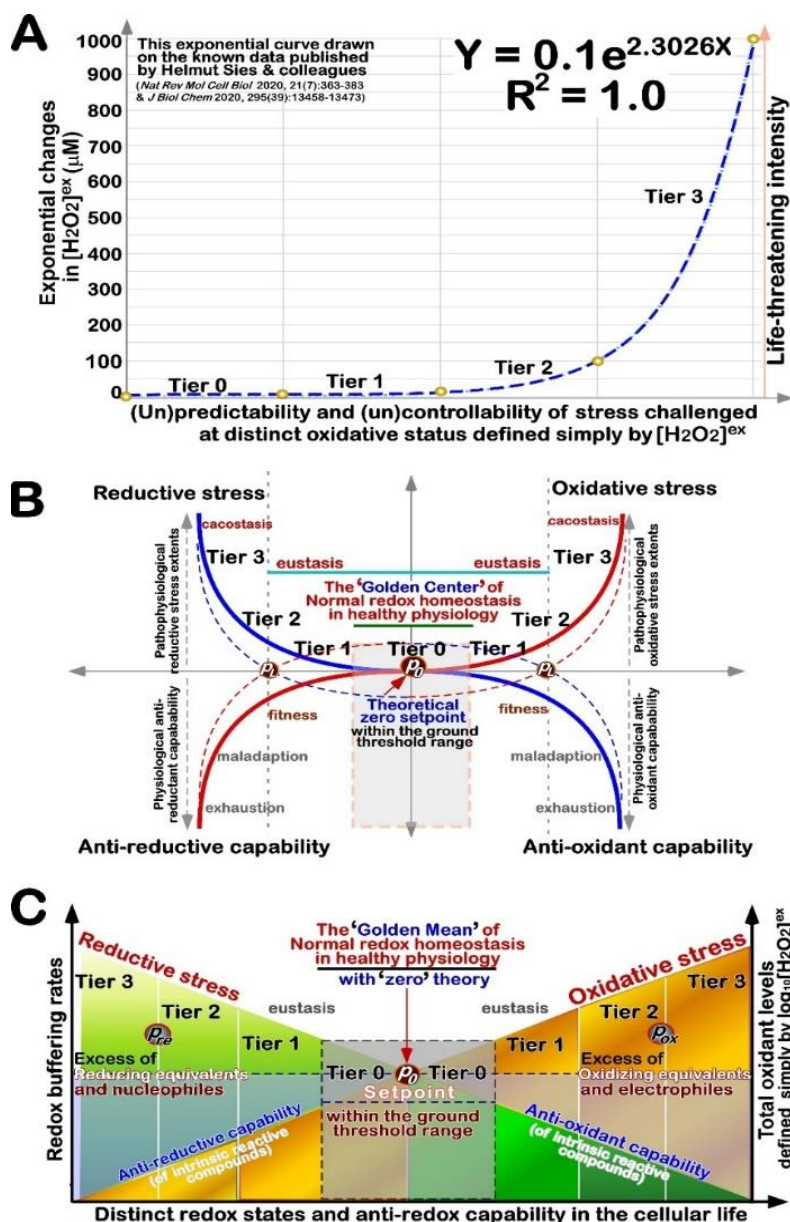 A
This exponential curve drawn
on the known data published
by Helmut Sies & colleagues
(Nat Rev Mol Cell Biol 2020, 21(7):363-383
& J Biol Chem 2020, 295(39):13458-13473)
Y = 0.1e2.3026X
R2 = 1.0
Exponential changes
in [H2O2]ex (μM)
1000
900
800
700
600
500
400
300
200
100
0
Tier 0
Tier 1
Tier 2
Tier 3
Life-threatening intensity
(Un)predictability and (un)controllability of stress challenged
at distinct oxidative status defined simply by [H2O2]ex
B
Reductive stress
Oxidative stress
cacostasis
cacostasis
Tier 3
Tier 3
eustasis
eustasis
Pathophysiological
reductive stress extents
Pathophysiological
oxidative stress extents
The 'Golden Center' of
Normal redox homeostasis
in healthy physiology
Tier 2
Tier 2
Tier 1
Tier 0
Tier 1
PL
P0
PL
Theoretical
zero setpoint
within the ground
threshold range
fitness
fitness
Physiological anti-
reductant capabability
Physiological anti-
oxidant capabability
maladaption
maladaption
exhaustion
exhaustion
Anti-reductive capability
Anti-oxidant capability
C
The 'Golden Mean' of
Normal redox homeostasis
in healthy physiology
with 'zero' theory
Reductive stress
Oxidative stress
Redox buffering rates
Total oxidant levels
defined simply by log10[H2O2]ex
Tier 3
Tier 3
Tier 2
Tier 2
eustasis
eustasis
Tier 1
Tier 1
Pre
Pox
Excess of
Reducing equivalents
and nucleophiles
Tier 0
P0
Tier 0
Setpoint
within the ground
threshold range
Excess of
Oxidizing equivalents
and electrophiles
Anti-reductive capability
(of intrinsic reactive
compounds)
Anti-oxidant capability
(of intrinsic reactive
compounds)
Distinct redox states and anti-redox capability in the cellular life